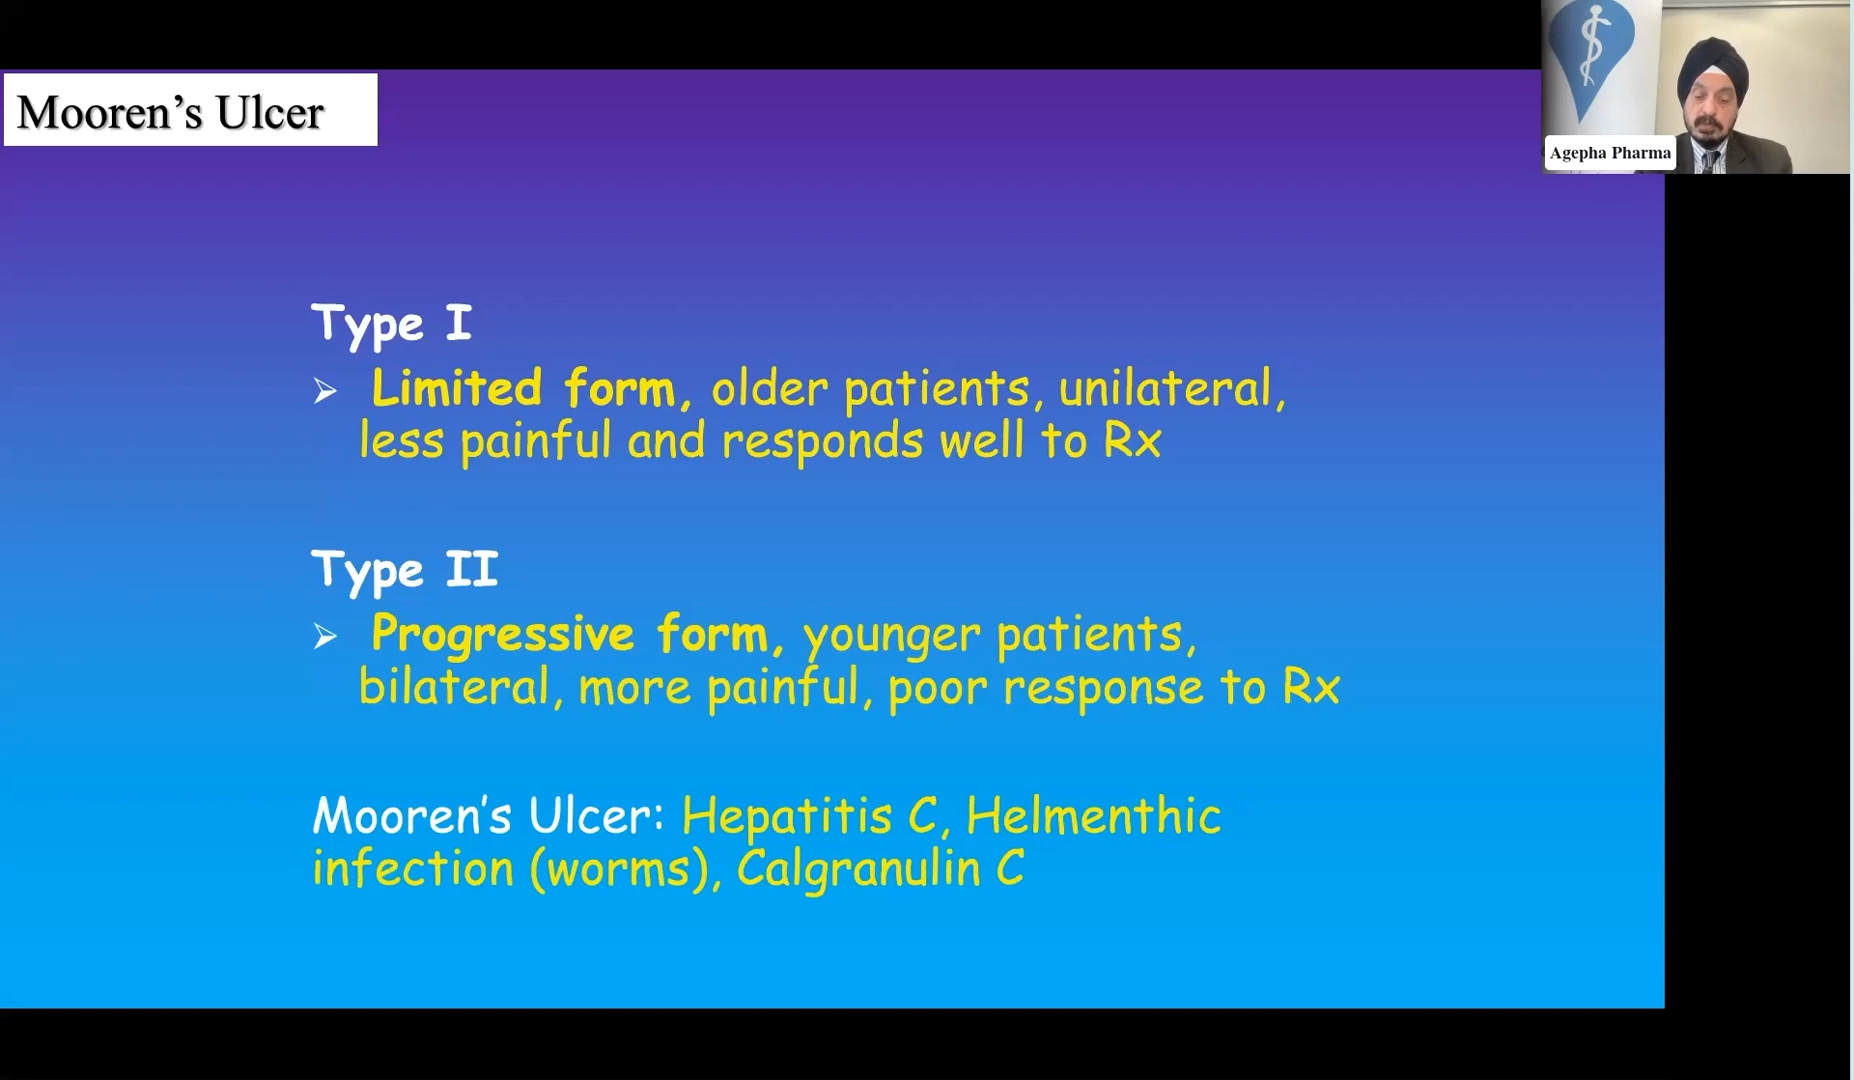 Mooren's Ulcer
Agepha Pharma
Type I
➢ Limited form, older patients, unilateral,
less painful and responds well to Rx
Type II
➢ Progressive form, younger patients,
bilateral, more painful, poor response to Rx
Mooren's Ulcer: Hepatitis C, Helmenthic
infection (worms), Calgranulin C